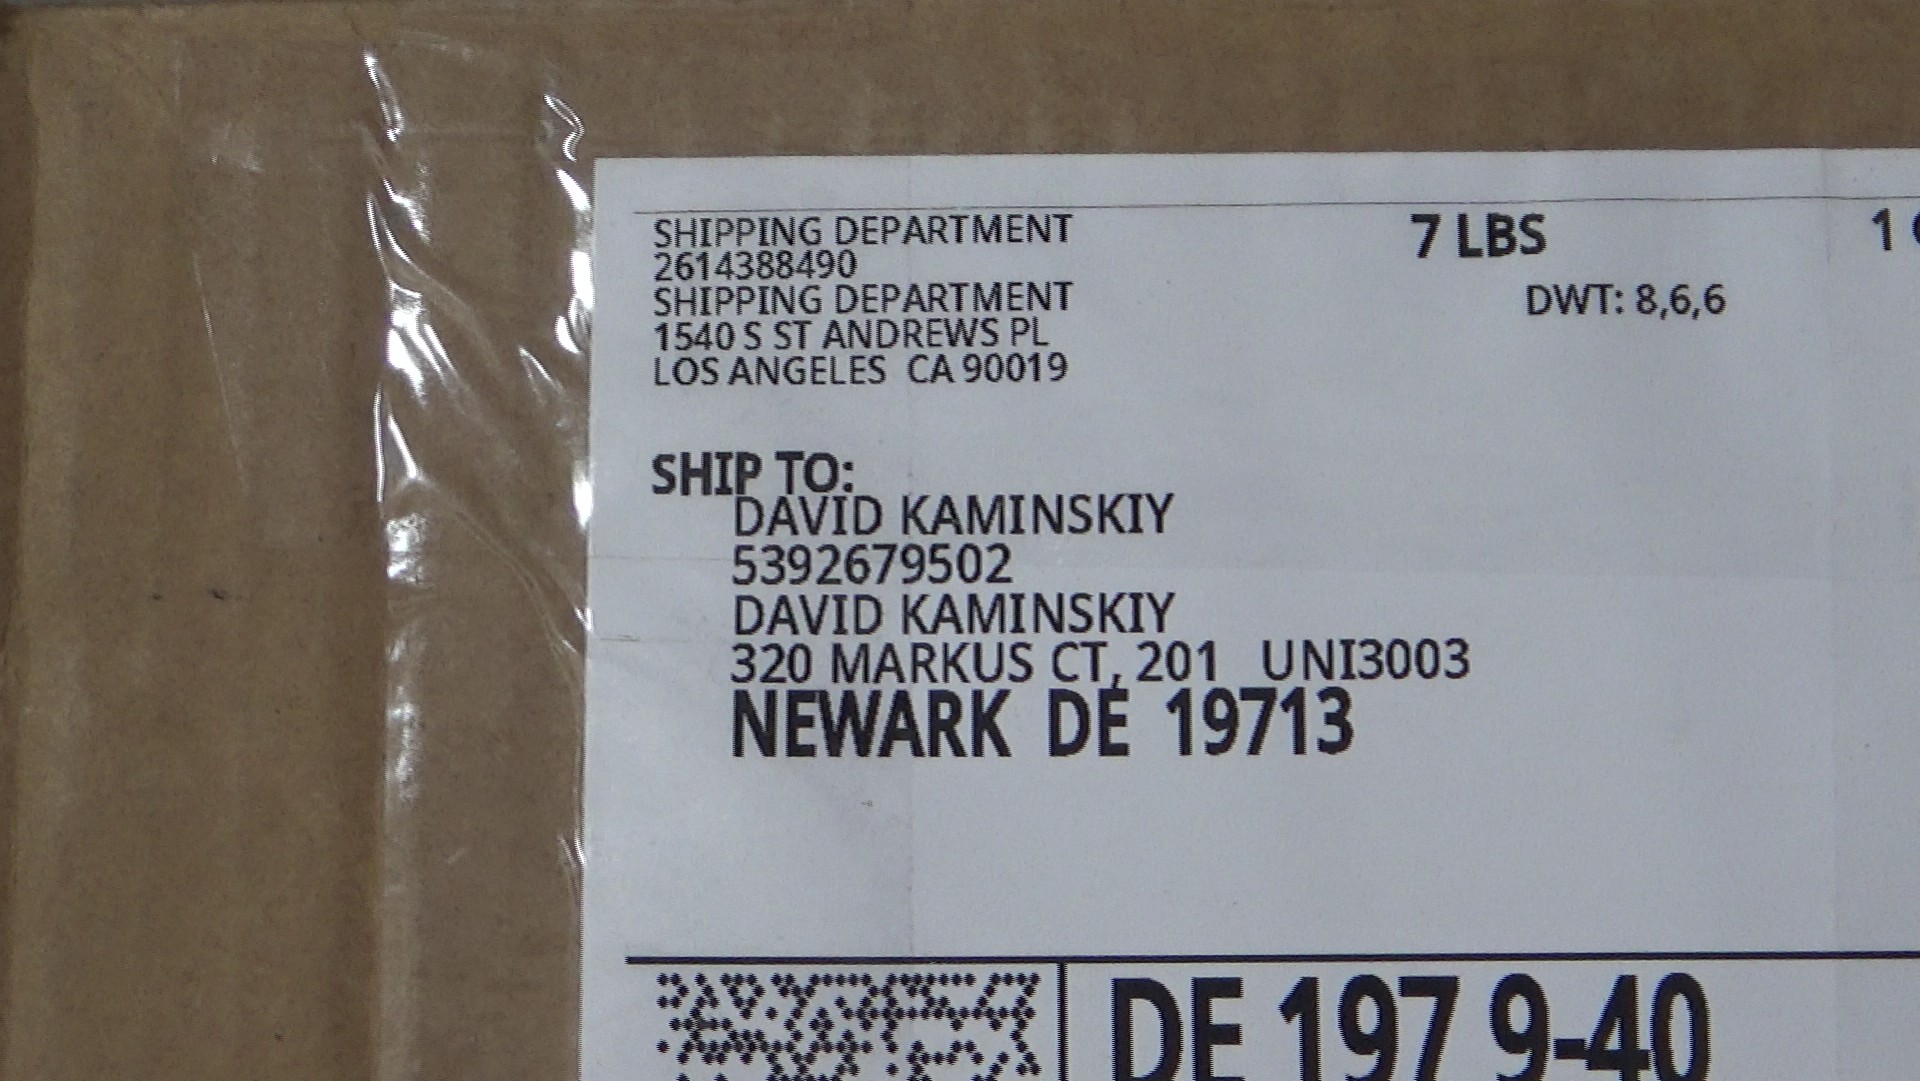 SHIPPING DEPARTMENT
2614388490
SHIPPING DEPARTMENT
1540 S ST ANDREWS PL
LOS ANGELES CA 90019
7 LBS
1
DWT: 8,6,6
SHIP TO:
DAVID KAMINSKIY
5392679502
DAVID KAMINSKIY
320 MARKUS CT, 201 UNI3003
NEWARK DE 19713
DE 197 9-40